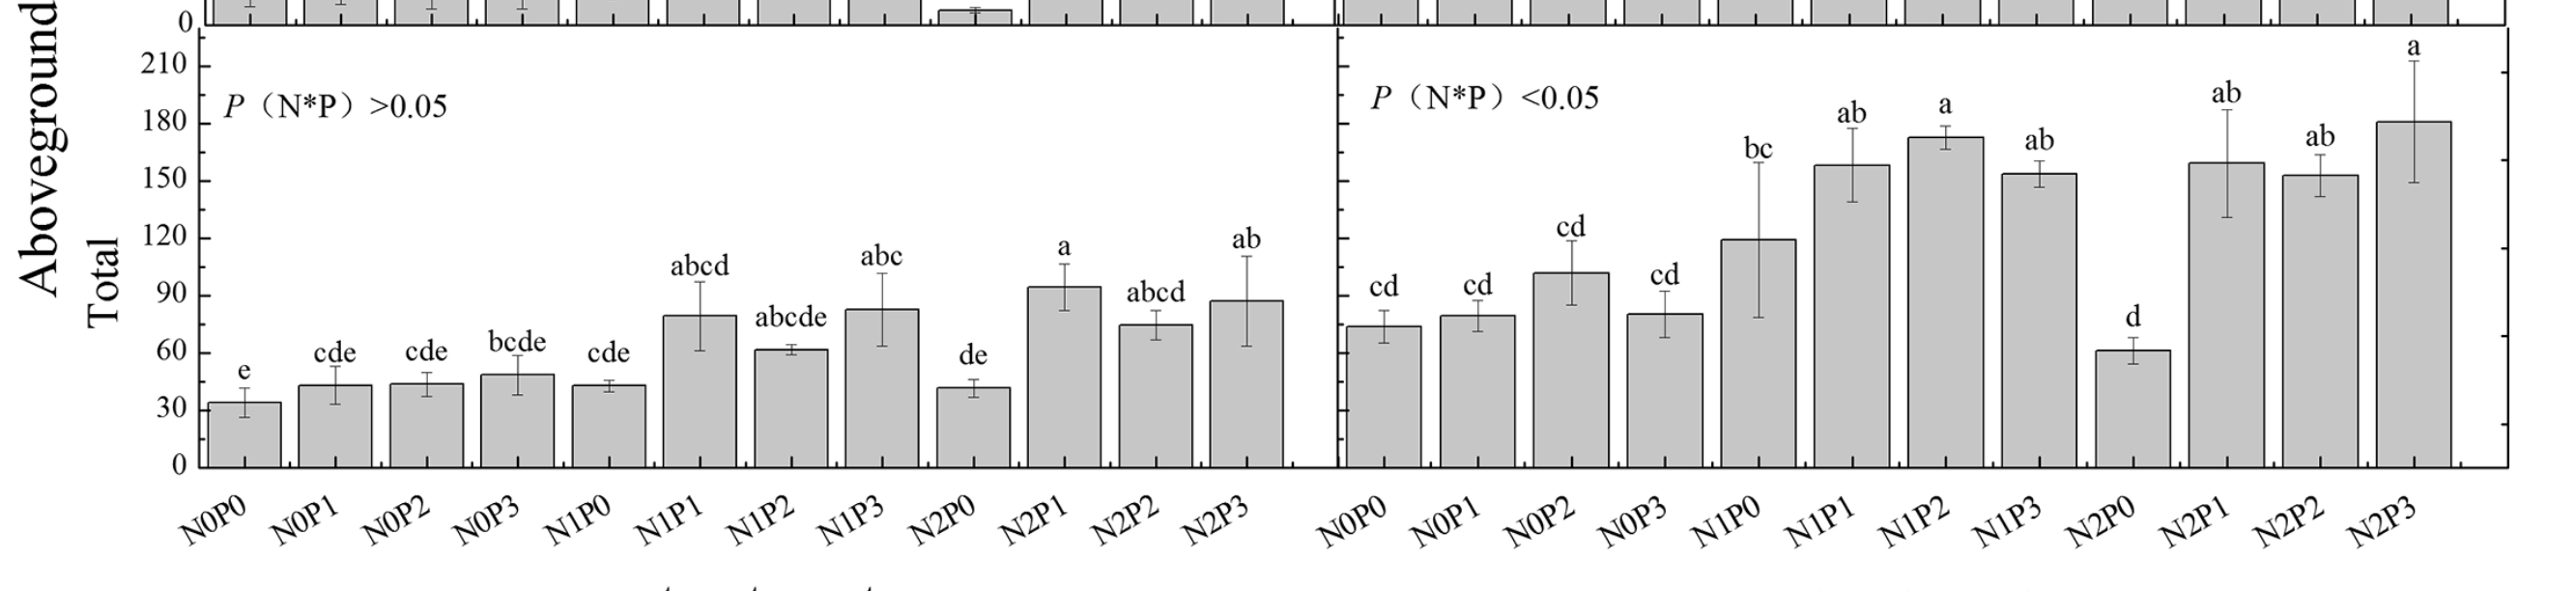 Aboveground
Total
0
210
180
150
120
90
60
30
0
P（N*P）>0.05
e
cde
cde
bcde
cde
abcd
abcde
abc
de
a
abcd
ab
P（N*P）<0.05
cd
cd
cd
cd
bc
ab
a
ab
d
ab
ab
a
N0P0 N0P1 N0P2 N0P3 N1P0 N1P1 N1P2 N1P3 N2P0 N2P1 N2P2 N2P3 N0P0 N0P1 N0P2 N0P3 N1P0 N1P1 N1P2 N1P3 N2P0 N2P1 N2P2 N2P3